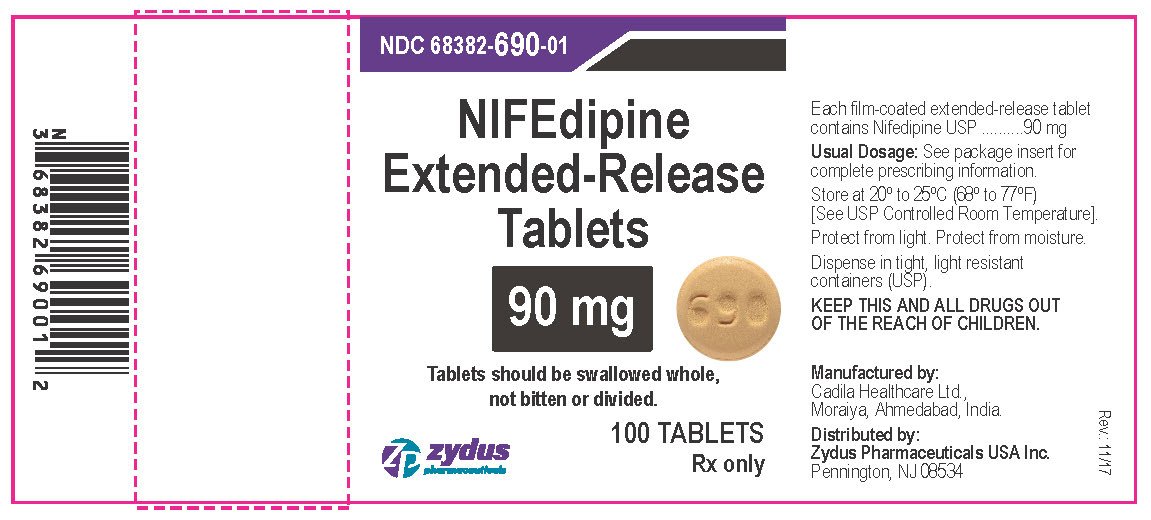 N
3 68382 69001 2
NDC 68382-690-01
NIFEdipine
Extended-Release
Tablets
90 mg
690
Tablets should be swallowed whole,
not bitten or divided.
100 TABLETS
Rx only
zydus
pharmaceuticals
Each film-coated extended-release tablet
contains Nifedipine USP ..........90 mg
Usual Dosage: See package insert for
complete prescribing information.
Store at 20º to 25ºC (68º to 77ºF)
[See USP Controlled Room Temperature].
Protect from light. Protect from moisture.
Dispense in tight, light resistant
containers (USP).
KEEP THIS AND ALL DRUGS OUT
OF THE REACH OF CHILDREN.
Manufactured by:
Cadila Healthcare Ltd.,
Moraiya, Ahmedabad, India.
Distributed by:
Zydus Pharmaceuticals USA Inc.
Pennington, NJ 08534
Rev.: 11/17